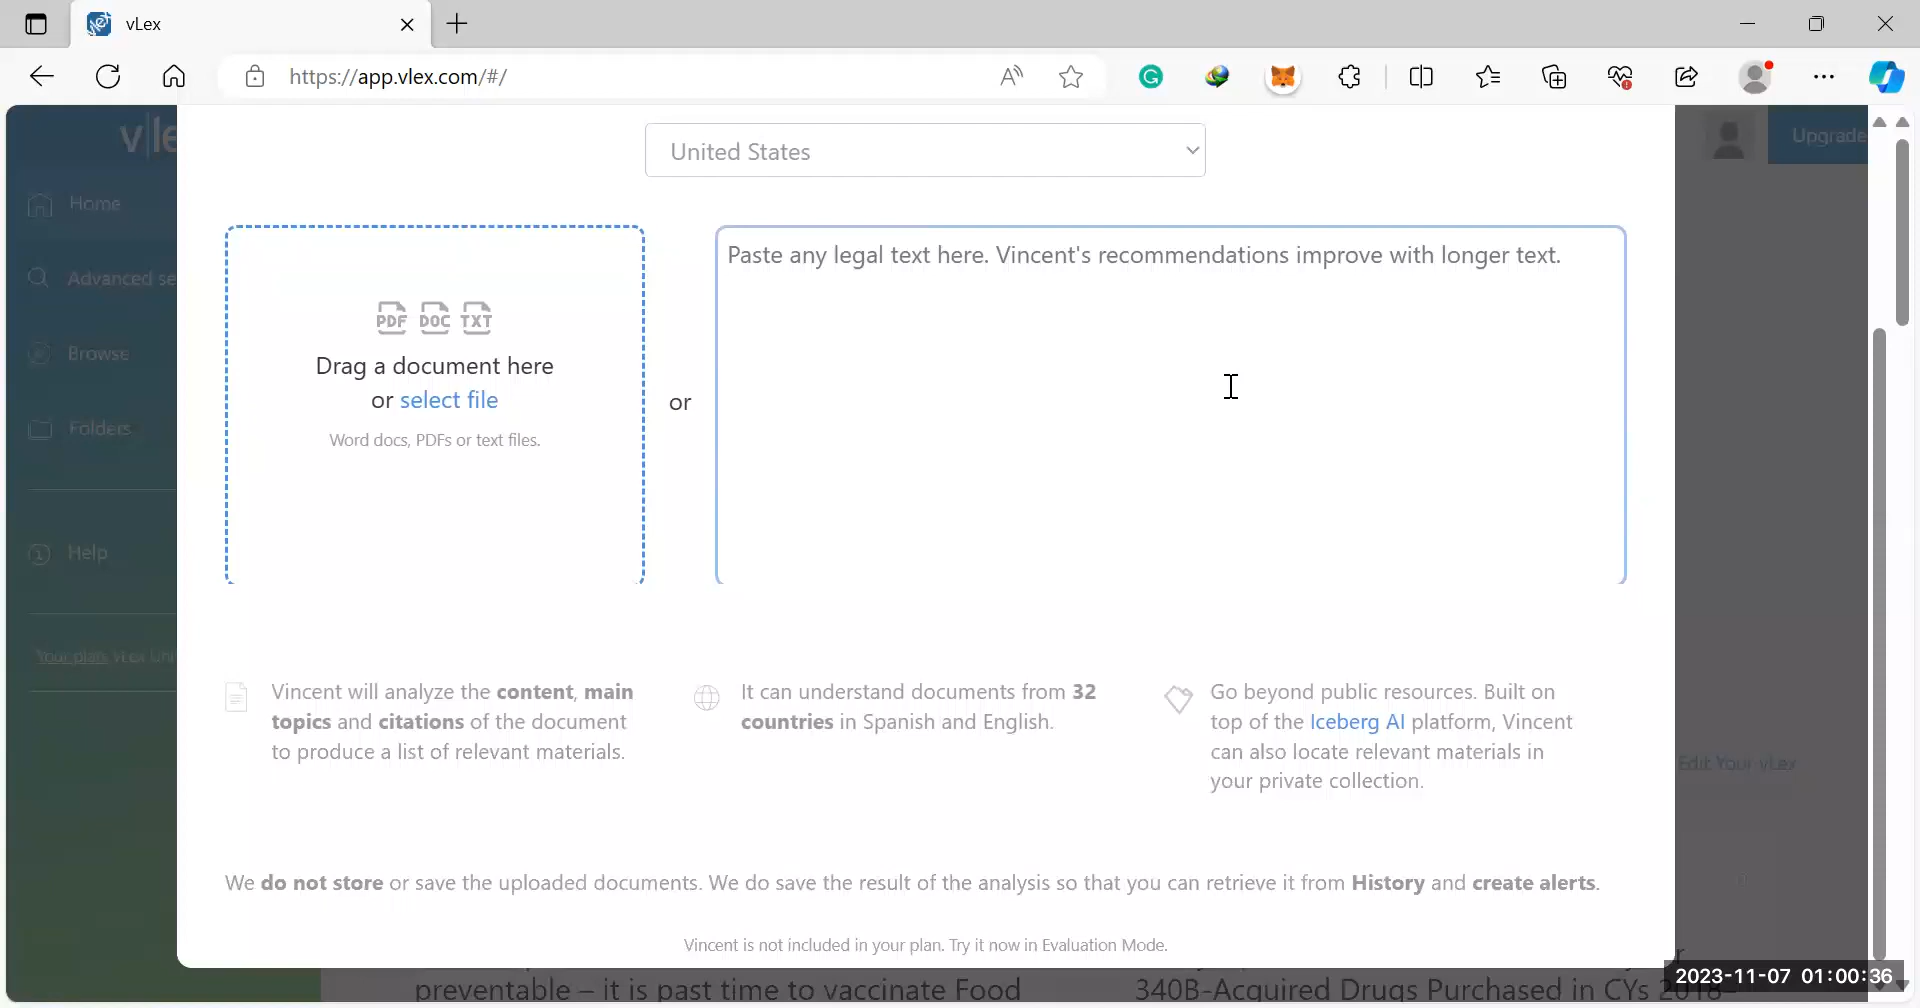 vLex
https://app.vlex.com/#/
United States
Upgrade
Home
Paste any legal text here. Vincent's recommendations improve with longer text.
Advanced se
PDF DOC TXT
Browse
Drag a document here
or select file
or
Folders
Word docs, PDFs or text files.
Help
Your plan: vLex
Vincent will analyze the content, main
topics and citations of the document
to produce a list of relevant materials.
It can understand documents from 32
countries in Spanish and English.
Go beyond public resources. Built on
top of the Iceberg AI platform, Vincent
can also locate relevant materials in
your private collection.
Edit Your vLex
We do not store or save the uploaded documents. We do save the result of the analysis so that you can retrieve it from History and create alerts.
Vincent is not included in your plan. Try it now in Evaluation Mode.
preventable – it is past time to vaccinate Food
340B-Acquired Drugs Purchased in CYs 2018–
2023-11-07 01:00:36